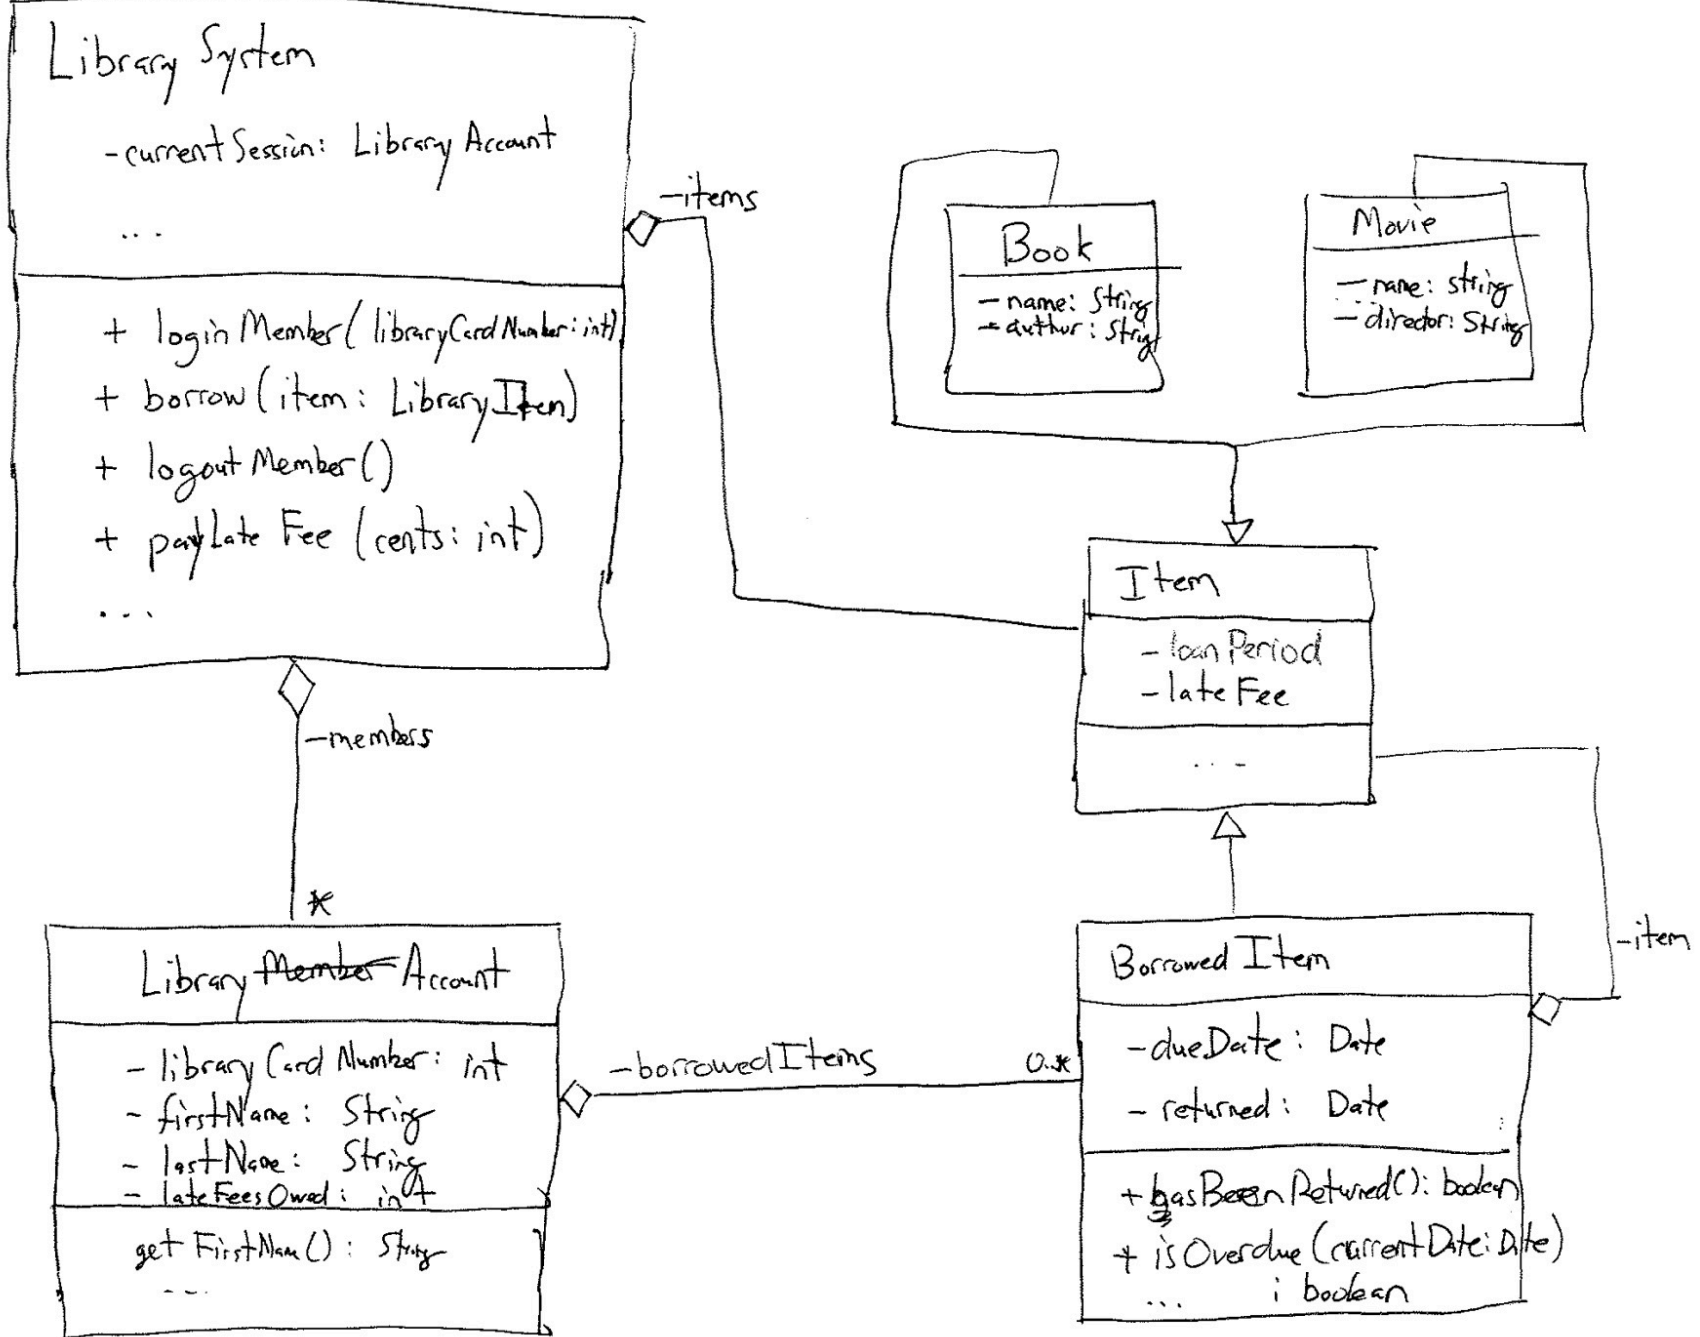 Library System
-currentSession: Library Account
...
+ loginMember(libraryCardNumber: int)
+ borrow(item: LibraryItem)
+ logoutMember()
+ payLate Fee (cents: int)
...
-items
Book
- name: String
- author: String
Movie
- name: string
- director: String
Item
- loanPeriod
- lateFee
...
-members
*
Library Member Account
- libraryCardNumber: int
- firstName: String
- lastName: String
- lateFeesOwed: int
getFirstName(): String
...
-borrowedItems
0..*
Borrowed Item
-dueDate: Date
- returned: Date
+ hasBeenReturned(): boolean
+ isOverdue(currentDate: Date)
... : boolean
-item